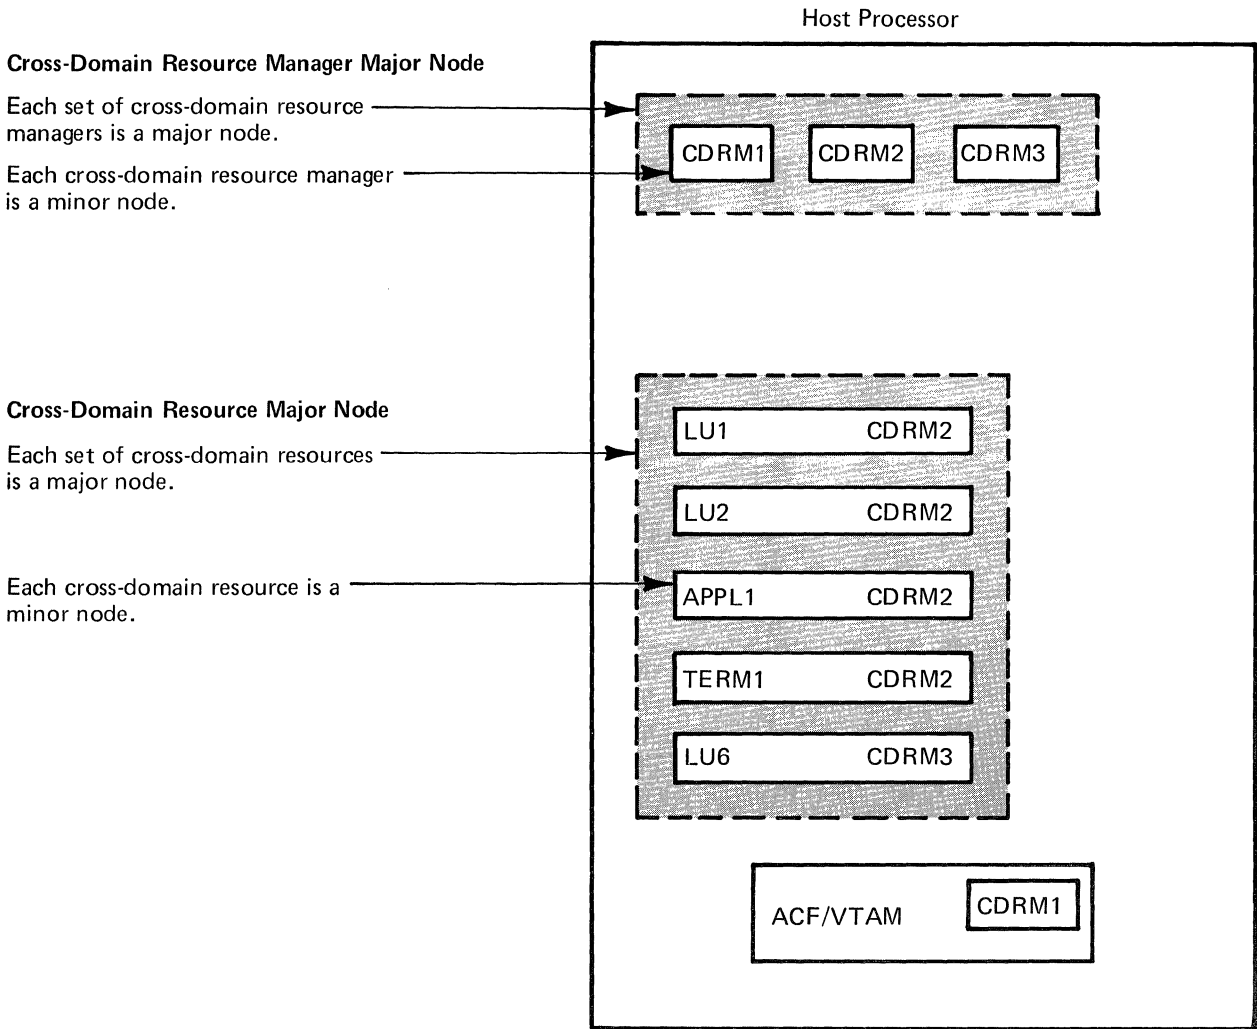 Host Processor
Cross-Domain Resource Manager Major Node
Each set of cross-domain resource
managers is a major node.
CDRM1 CDRM2 CDRM3
Each cross-domain resource manager
is a minor node.
Cross-Domain Resource Major Node
LU1 CDRM2
Each set of cross-domain resources
is a major node.
LU2 CDRM2
Each cross-domain resource is a
minor node.
APPL1 CDRM2
TERM1 CDRM2
LU6 CDRM3
ACF/VTAM CDRM1